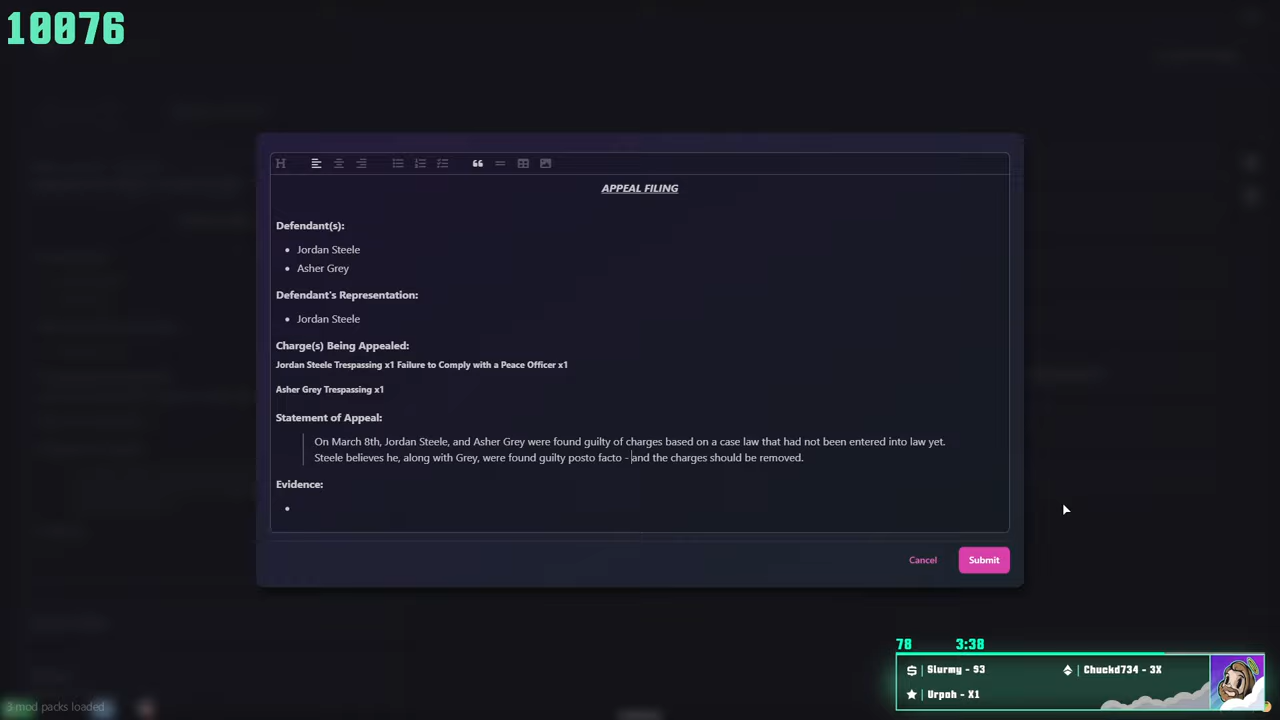 10076
H
APPEAL FILING
Defendant(s):
Jordan Steele
Asher Grey
Defendant's Representation:
Jordan Steele
Charge(s) Being Appealed:
Jordan Steele Trespassing x1 Failure to Comply with a Peace Officer x1
Asher Grey Trespassing x1
Statement of Appeal:
On March 8th, Jordan Steele, and Asher Grey were found guilty of charges based on a case law that had not been entered into law yet.
Steele believes he, along with Grey, were found guilty posto facto - and the charges should be removed.
Evidence:
Cancel Submit
70 3:30
Slurmy - 93 Chuckd734 - 3X
Urpoh - X1
3 mod packs loaded